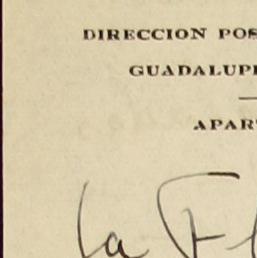 DIRECCION POS
GUADALUP
APAR
La F